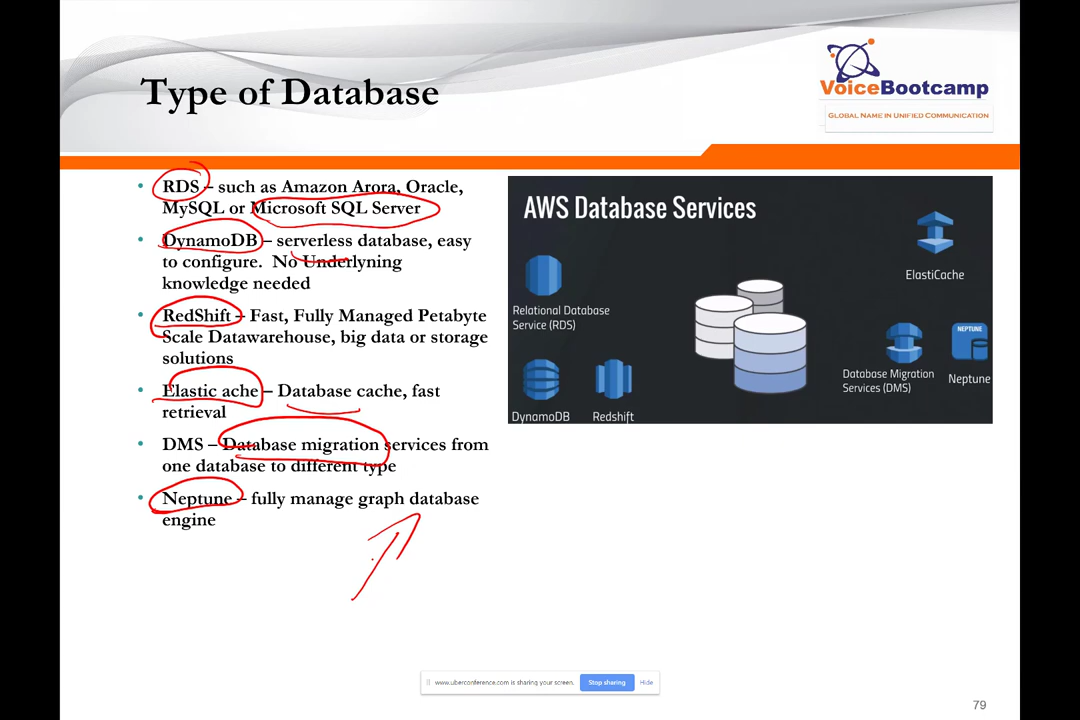 Type of Database
VoiceBootcamp
GLOBAL NAME IN UNIFIED COMMUNICATION
• RDS – such as Amazon Arora, Oracle,
MySQL or Microsoft SQL Server
• DynamoDB – serverless database, easy
to configure. No Underlyning
knowledge needed
• RedShift – Fast, Fully Managed Petabyte
Scale Datawarehouse, big data or storage
solutions
• Elastic ache – Database cache, fast
retrieval
• DMS – Database migration services from
one database to different type
• Neptune – fully manage graph database
engine
AWS Database Services
ElastiCache
Relational Database
Service (RDS)
NEPTUNE
Database Migration
Services (DMS)
Neptune
DynamoDB
Redshift
www.uberconference.com is sharing your screen.
Stop sharing
Hide
79